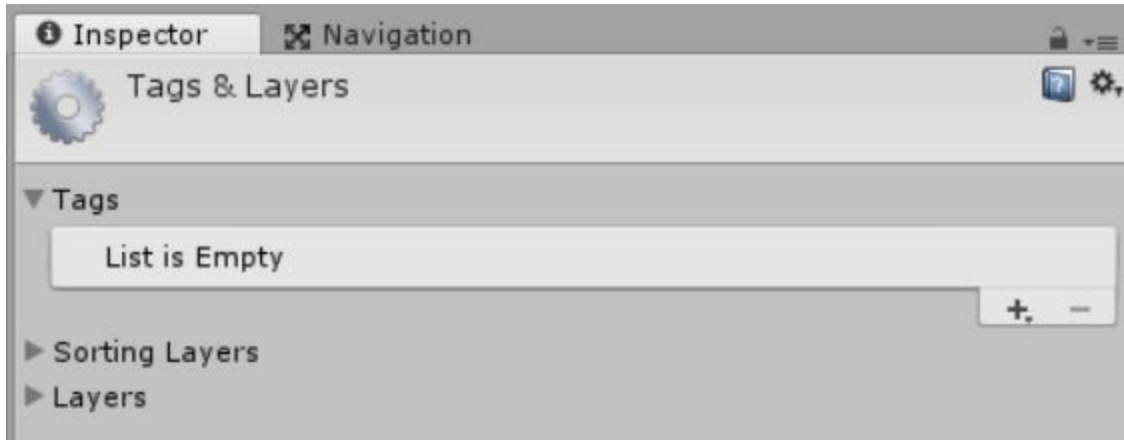 Inspector Navigation
Tags & Layers
Tags
List is Empty
Sorting Layers
Layers